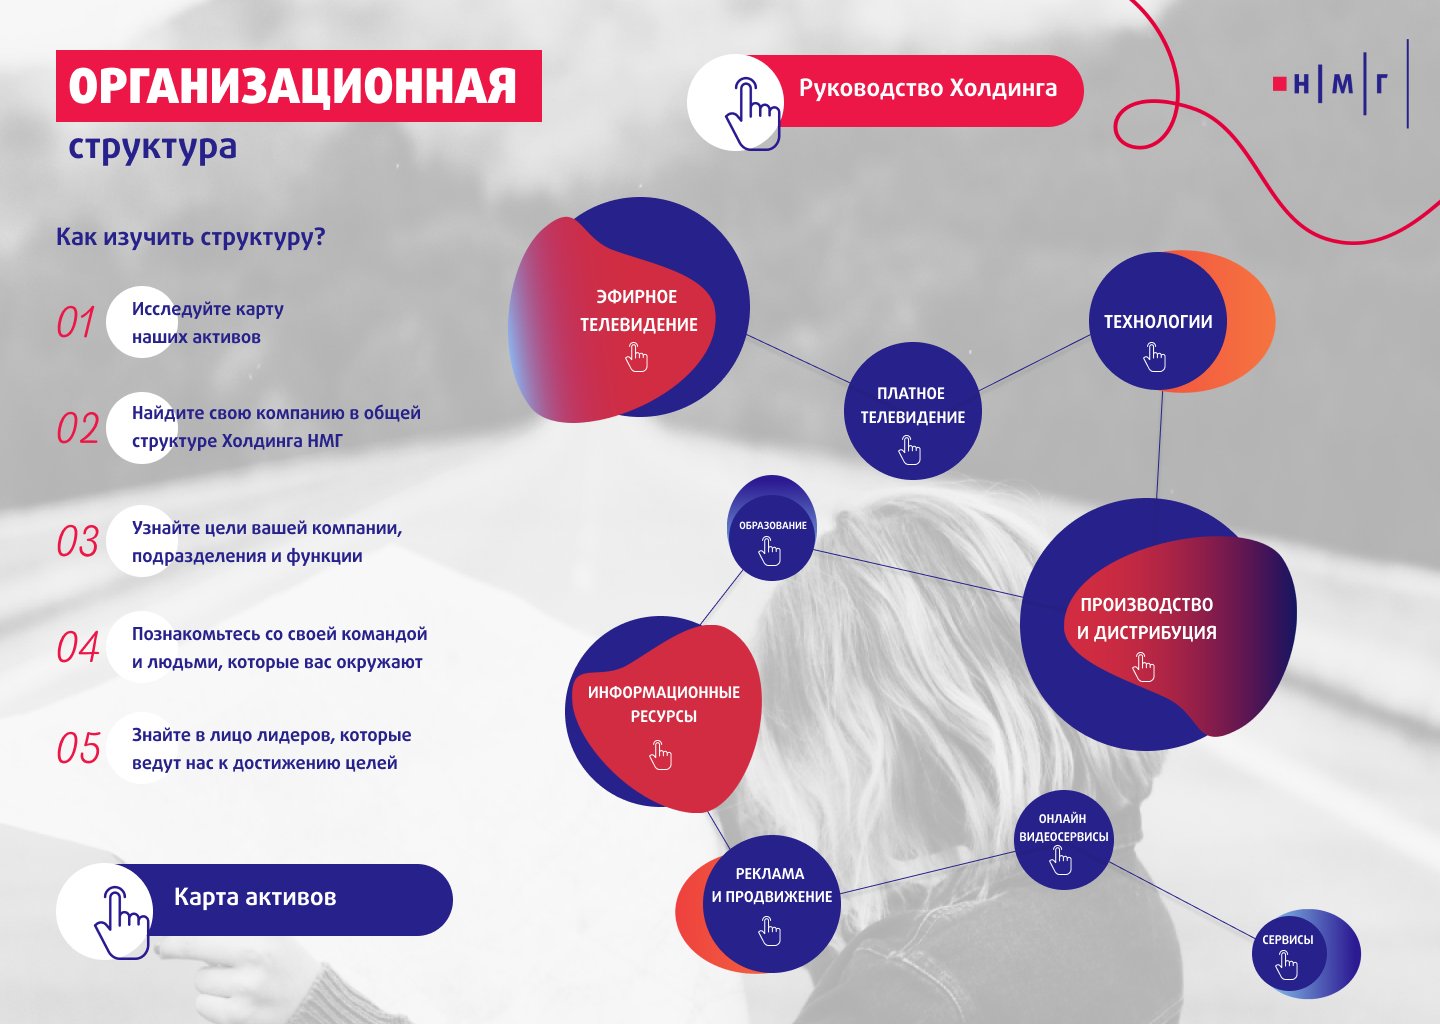 ОРГАНИЗАЦИОННАЯ
структура
Руководство Холдинга
НМГ
Как изучить структуру?
01
Исследуйте карту
наших активов
02
Найдите свою компанию в общей
структуре Холдинга НМГ
03
Узнайте цели вашей компании,
подразделения и функции
04
Познакомьтесь со своей командой
и людьми, которые вас окружают
05
Знайте в лицо лидеров, которые
ведут нас к достижению целей
Карта активов
ЭФИРНОЕ
ТЕЛЕВИДЕНИЕ
ПЛАТНОЕ
ТЕЛЕВИДЕНИЕ
ТЕХНОЛОГИИ
ОБРАЗОВАНИЕ
ПРОИЗВОДСТВО
И ДИСТРИБУЦИЯ
ИНФОРМАЦИОННЫЕ
РЕСУРСЫ
РЕКЛАМА
И ПРОДВИЖЕНИЕ
ОНЛАЙН
ВИДЕОСЕРВИСЫ
СЕРВИСЫ